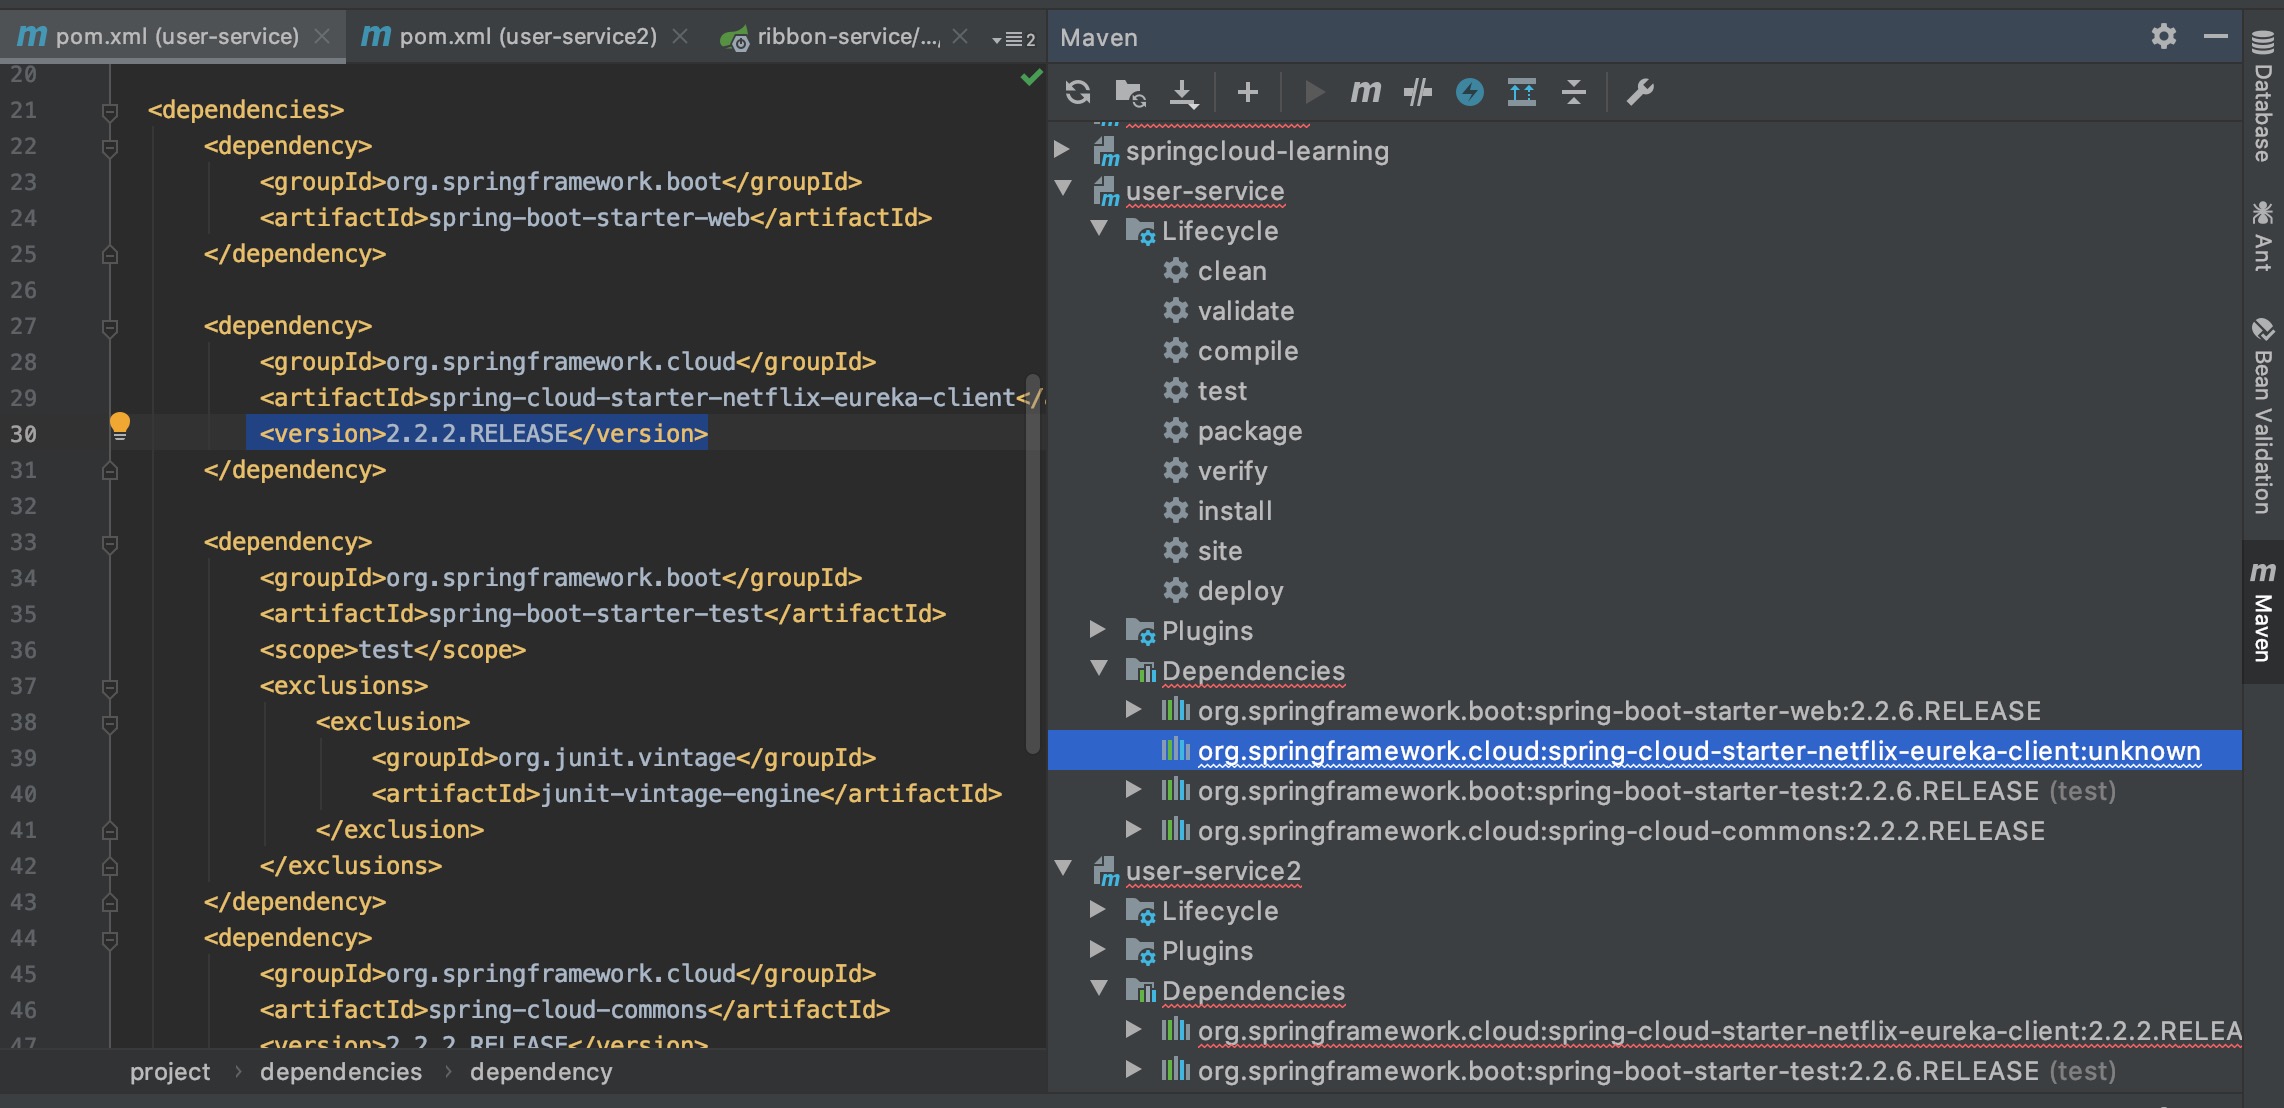 pom.xml (user-service)
pom.xml (user-service2)
ribbon-service/...,
2
20
21 <dependencies>
22 <dependency>
23 <groupId>org.springframework.boot</groupId>
24 <artifactId>spring-boot-starter-web</artifactId>
25 </dependency>
26
27 <dependency>
28 <groupId>org.springframework.cloud</groupId>
29 <artifactId>spring-cloud-starter-netflix-eureka-client</
30 <version>2.2.2.RELEASE</version>
31 </dependency>
32
33 <dependency>
34 <groupId>org.springframework.boot</groupId>
35 <artifactId>spring-boot-starter-test</artifactId>
36 <scope>test</scope>
37 <exclusions>
38 <exclusion>
39 <groupId>org.junit.vintage</groupId>
40 <artifactId>junit-vintage-engine</artifactId>
41 </exclusion>
42 </exclusions>
43 </dependency>
44 <dependency>
45 <groupId>org.springframework.cloud</groupId>
46 <artifactId>spring-cloud-commons</artifactId>
47 <version>2.2.2.RELEASE</version>
project › dependencies › dependency
Maven
springcloud-learning
user-service
Lifecycle
clean
validate
compile
test
package
verify
install
site
deploy
Plugins
Dependencies
org.springframework.boot:spring-boot-starter-web:2.2.6.RELEASE
org.springframework.cloud:spring-cloud-starter-netflix-eureka-client:unknown
org.springframework.boot:spring-boot-starter-test:2.2.6.RELEASE (test)
org.springframework.cloud:spring-cloud-commons:2.2.2.RELEASE
user-service2
Lifecycle
Plugins
Dependencies
org.springframework.cloud:spring-cloud-starter-netflix-eureka-client:2.2.2.RELEA
org.springframework.boot:spring-boot-starter-test:2.2.6.RELEASE (test)
Database
Ant
Bean Validation
Maven